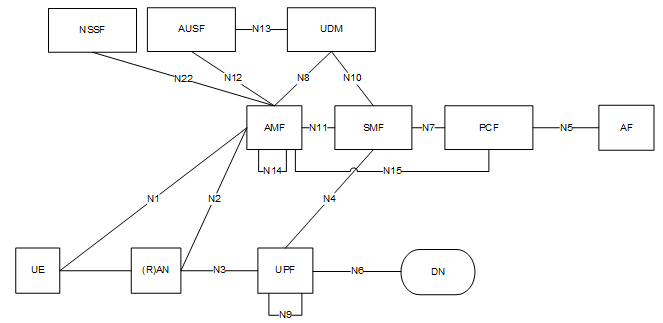 NSSF
AUSF
N13
UDM
N22
N12
N8
N10
AMF
N11
SMF
N7
PCF
N5
AF
N14
N15
N1
N2
N4
UE
(R)AN
N3
UPF
N6
DN
N9